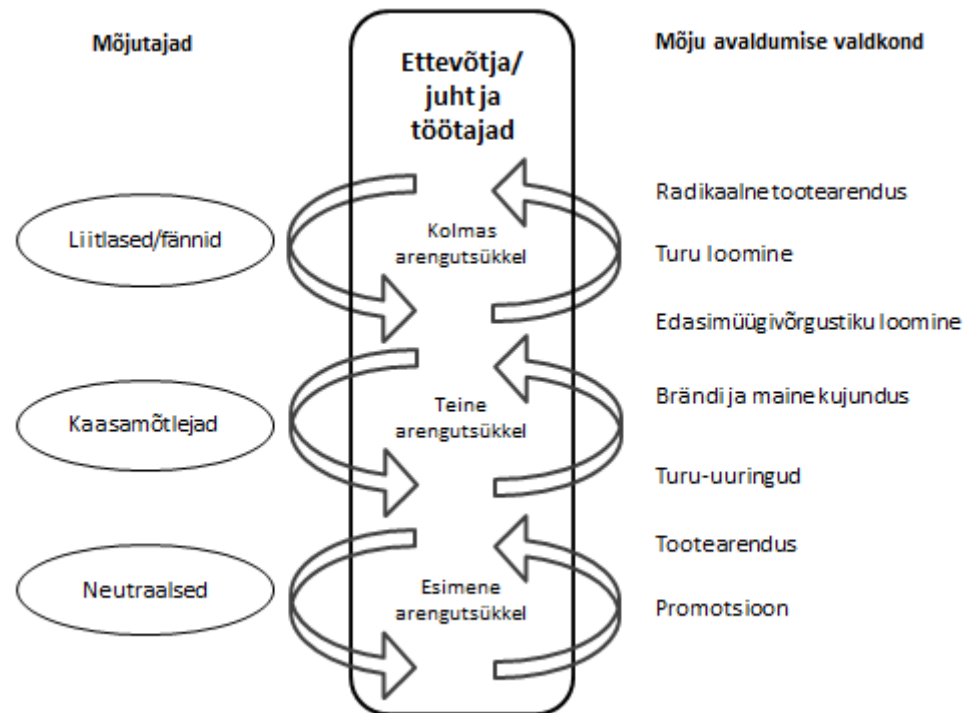 Mõjutajad
Ettevõtja/
juht ja
töötajad
Mõju avaldumise valdkond
Liitlased/fännid
Kolmas
arengutsükkel
Radikaalne tootearendus
Turu loomine
Edasimüügivõrgustiku loomine
Kaasamõtlejad
Teine
arengutsükkel
Brändi ja maine kujundus
Turu-uuringud
Neutraalsed
Esimene
arengutsükkel
Tootearendus
Promotsioon